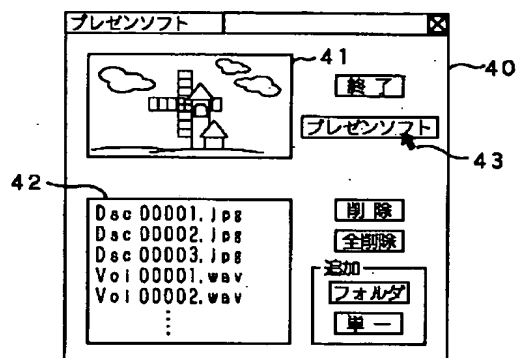 プレゼンソフト
41
40
終了
プレゼンソフト
43
42
Dsc00001.jpg
Dsc00002.jpg
Dsc00003.jpg
Voi00001.wav
Voi00002.wav
削除
全削除
追加
フォルダ
単一